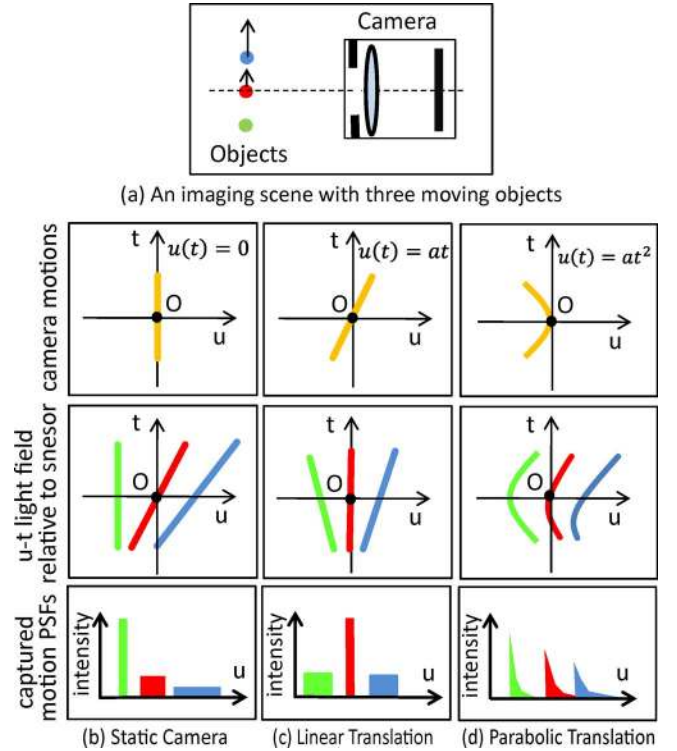 Camera
Objects
(a) An imaging scene with three moving objects
camera motions
t
u(t) = 0
O
u
t
u(t) = at
O
u
t
u(t) = at²
O
u
u-t light field
relative to snesor
t
O
u
t
O
u
t
O
u
captured
motion PSFs
intensity
u
intensity
u
intensity
u
(b) Static Camera
(c) Linear Translation
(d) Parabolic Translation